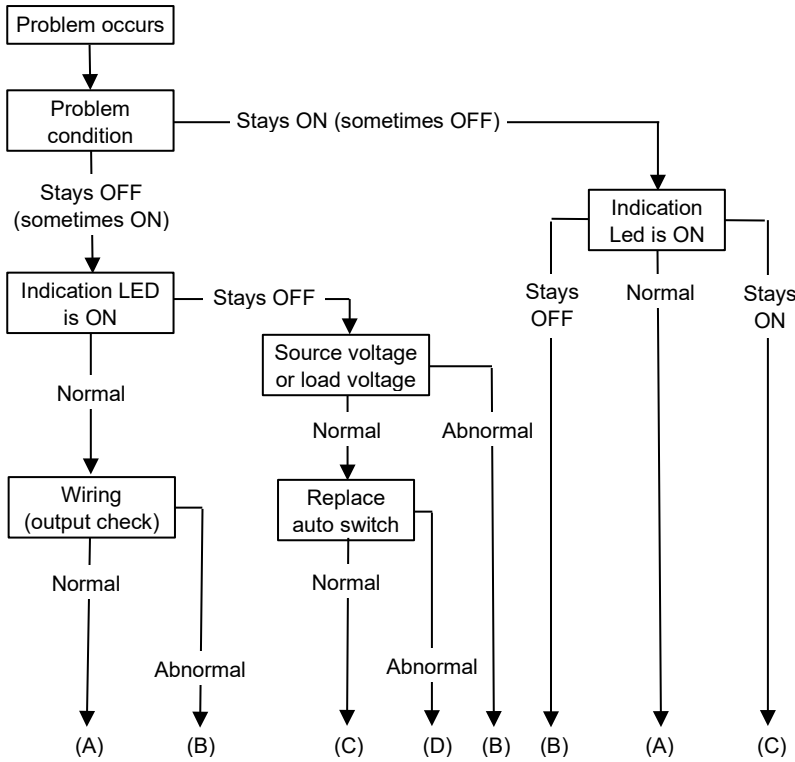 Problem occurs
Problem
condition
Stays ON (sometimes OFF)
Stays OFF
(sometimes ON)
Indication
Led is ON
Indication LED
is ON
Stays OFF
Stays
OFF
Normal
Stays
ON
Source voltage
or load voltage
Normal
Normal
Abnormal
Wiring
(output check)
Replace
auto switch
Normal
Normal
Abnormal
Abnormal
(A)
(B)
(C)
(D)
(B)
(B)
(A)
(C)